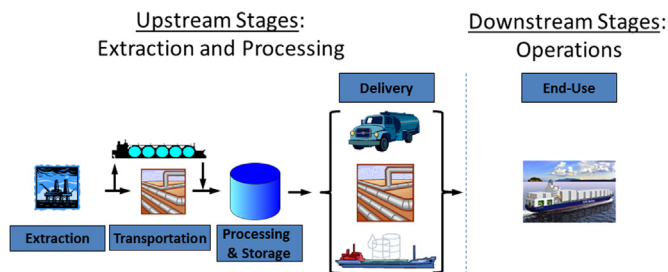 Upstream Stages:
Extraction and Processing
Downstream Stages:
Operations
Delivery
End-Use
Extraction
Transportation
Processing
& Storage